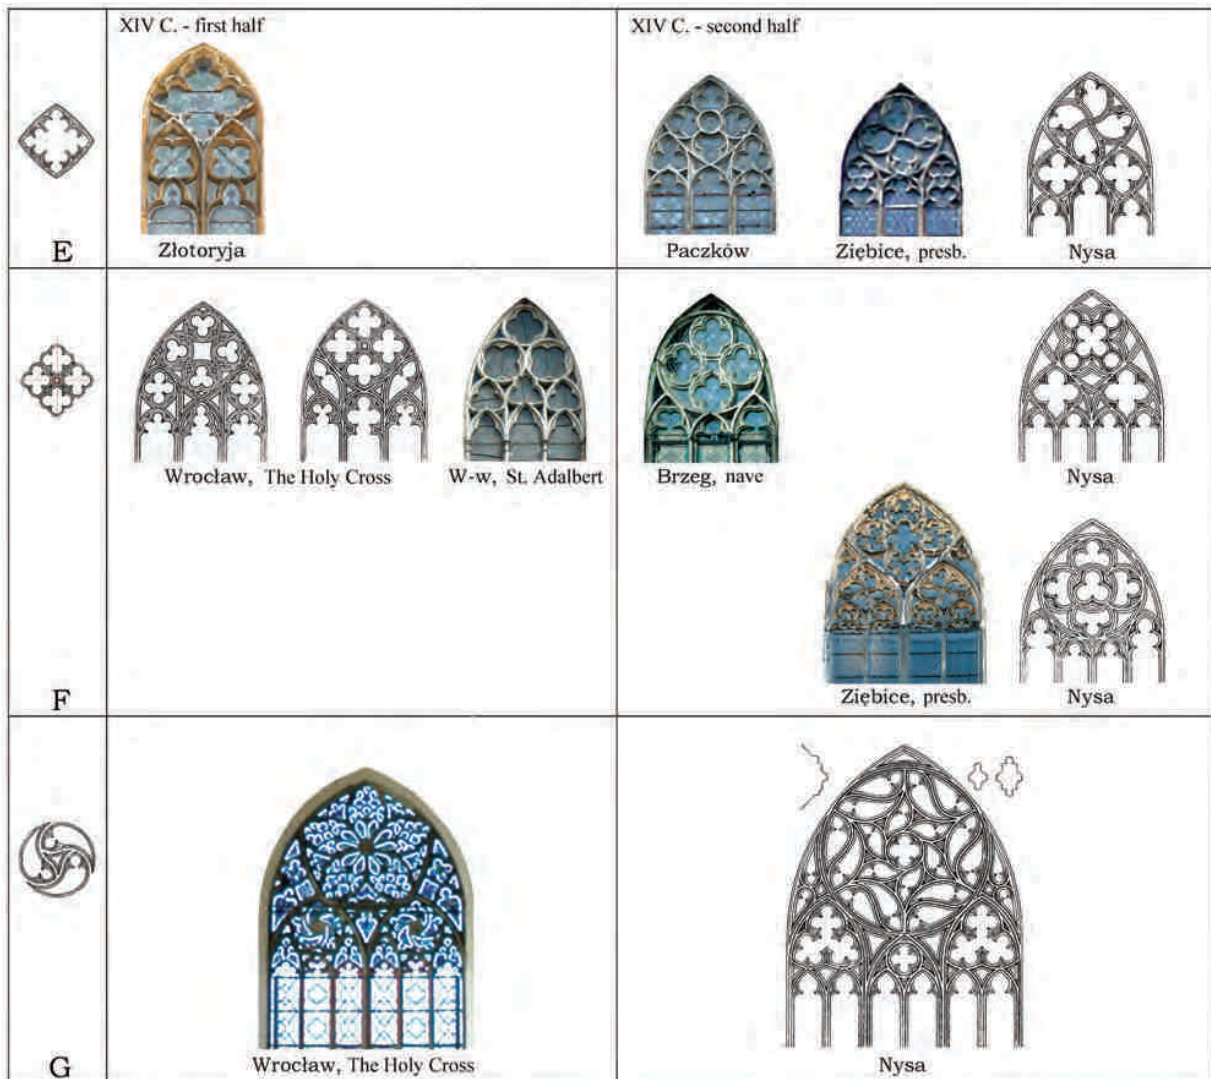 XIV C. - first half
XIV C. - second half
E
Złotoryja
Paczków
Ziębice, presb.
Nysa
Wrocław, The Holy Cross
W-w, St. Adalbert
Brzeg, nave
Nysa
F
Ziębice, presb.
Nysa
G
Wrocław, The Holy Cross
Nysa